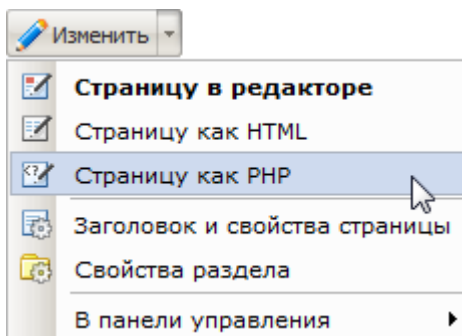 Изменить
Страницу в редакторе
Страницу как HTML
Страницу как PHP
Заголовок и свойства страницы
Свойства раздела
В панели управления